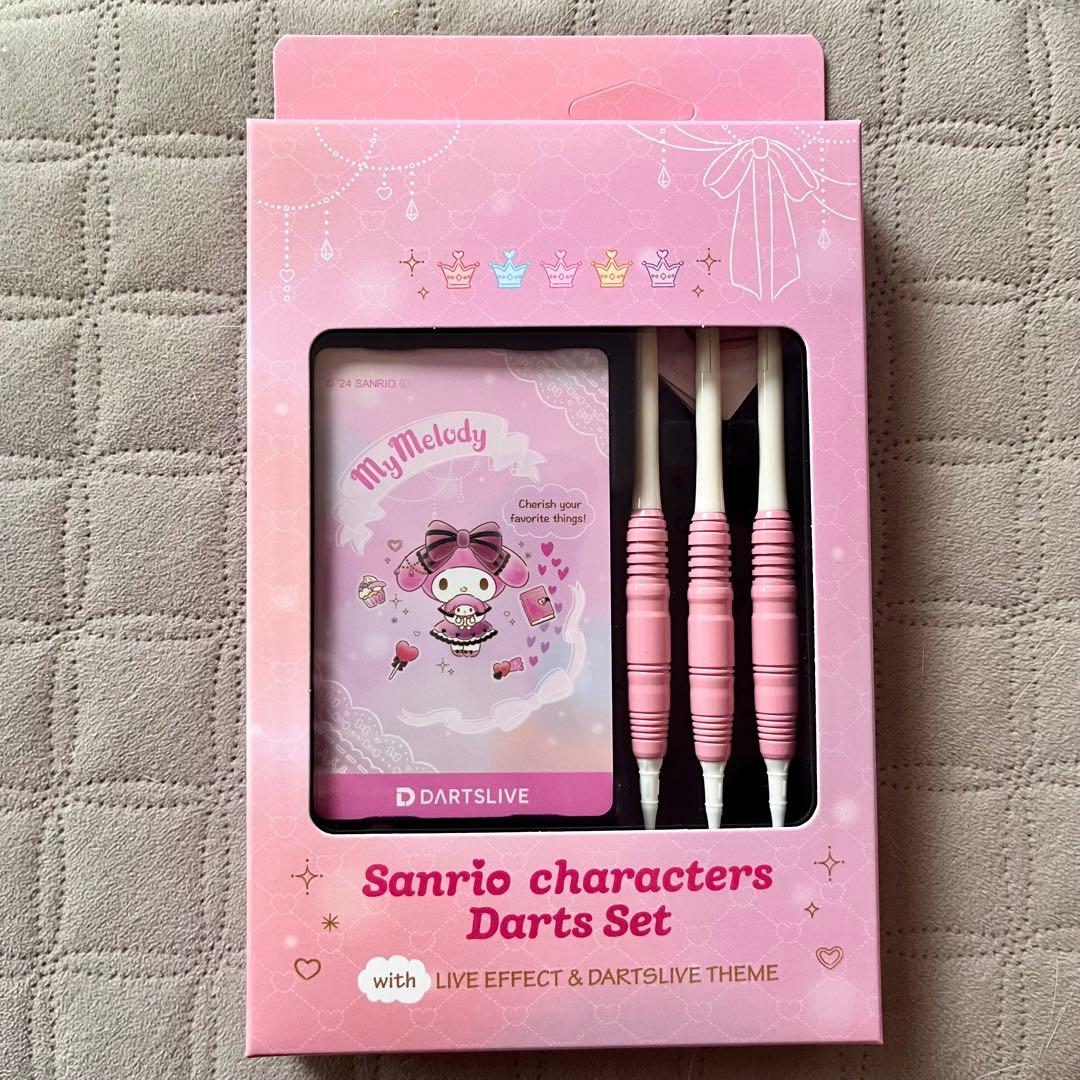 © '24 SANRIO Ⓛ
MyMelody
Cherish your
favorite things!
DARTSLIVE
Sanrio characters
Darts Set
with LIVE EFFECT & DARTSLIVE THEME